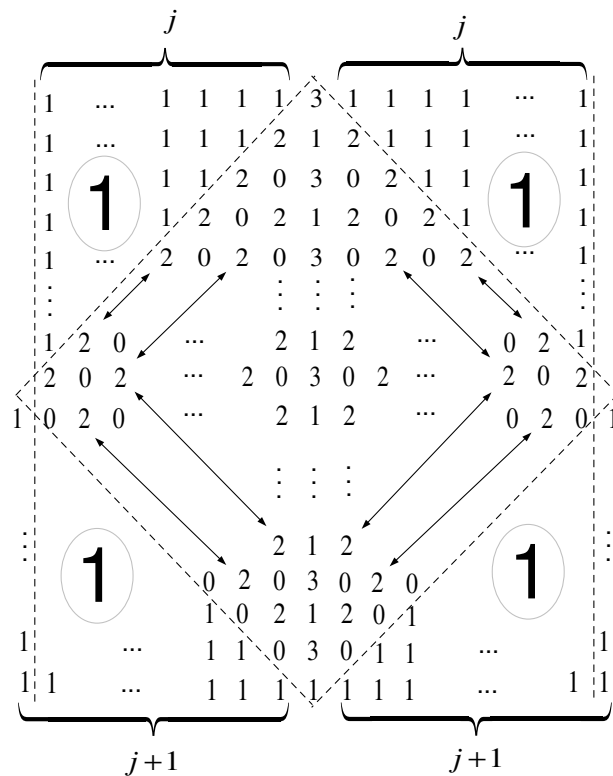 j j
1 ... 1 1 1 1 3 1 1 1 1 ... 1
1 ... 1 1 1 2 1 2 1 1 1 ... 1
1 1 1 1 2 0 3 0 2 1 1 1 1
1 1 2 0 2 1 2 0 2 1 1
1 ... 2 0 2 0 3 0 2 0 2 ... 1
⋮ ⋮ ⋮ ⋮ ⋮
1 2 0 ... 2 1 2 ... 0 2 1
2 0 2 ... 2 0 3 0 2 ... 2 0 2
1 0 2 0 ... 2 1 2 ... 0 2 0 1
⋮ ⋮ ⋮
⋮ 2 1 2 ⋮
1 0 2 0 3 0 2 0 1
1 0 2 1 2 0 1
1 ... 1 1 0 3 0 1 1 ... 1
1 1 ... 1 1 1 1 1 1 1 ... 1 1
j+1 j+1